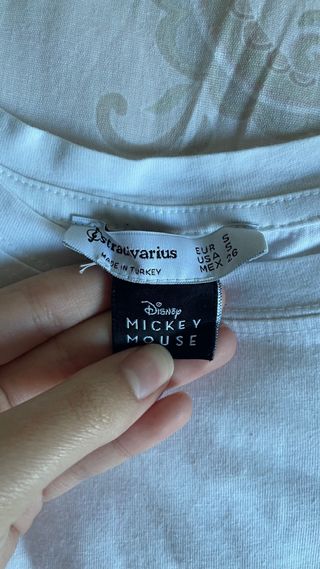 stradivarius
MADE IN TURKEY
EUR S
USA S
MEX 26
Disney
MICKEY
MOUSE